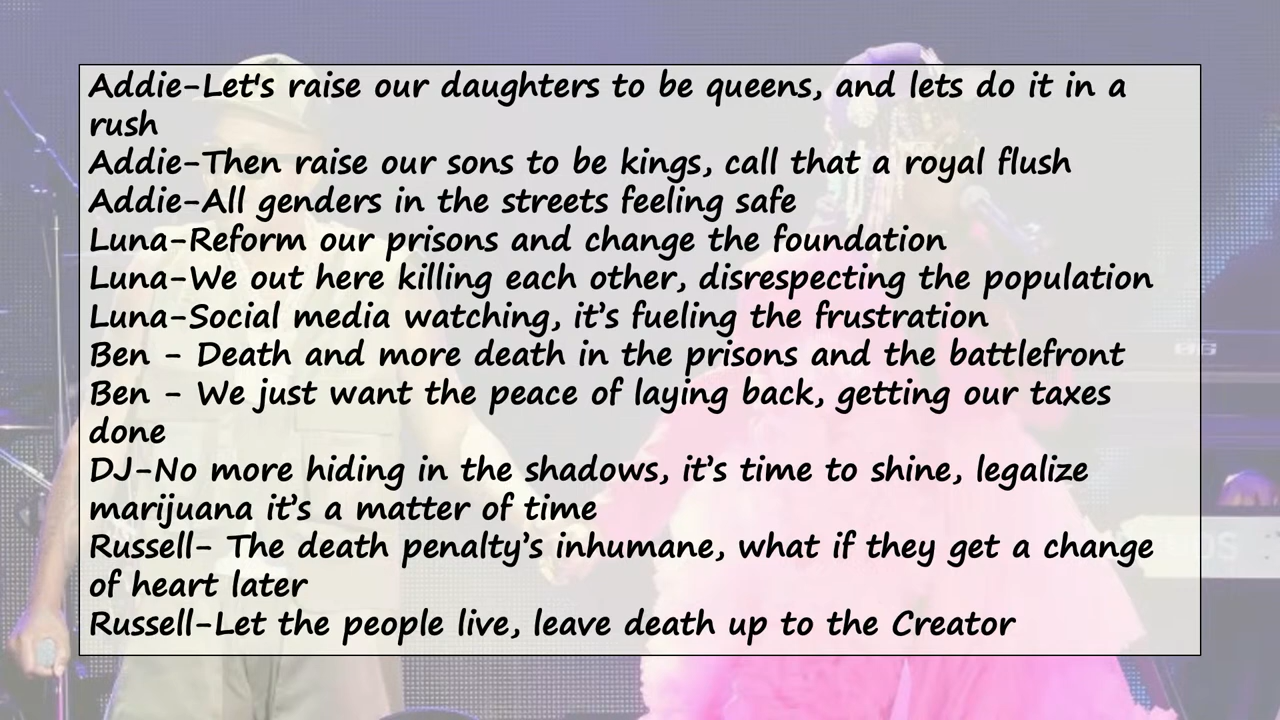 Addie-Let's raise our daughters to be queens, and lets do it in a
rush
Addie-Then raise our sons to be kings, call that a royal flush
Addie-All genders in the streets feeling safe
Luna-Reform our prisons and change the foundation
Luna-We out here killing each other, disrespecting the population
Luna-Social media watching, it’s fueling the frustration
Ben - Death and more death in the prisons and the battlefront
Ben - We just want the peace of laying back, getting our taxes
done
DJ-No more hiding in the shadows, it’s time to shine, legalize
marijuana it’s a matter of time
Russell- The death penalty’s inhumane, what if they get a change
of heart later
Russell-Let the people live, leave death up to the Creator